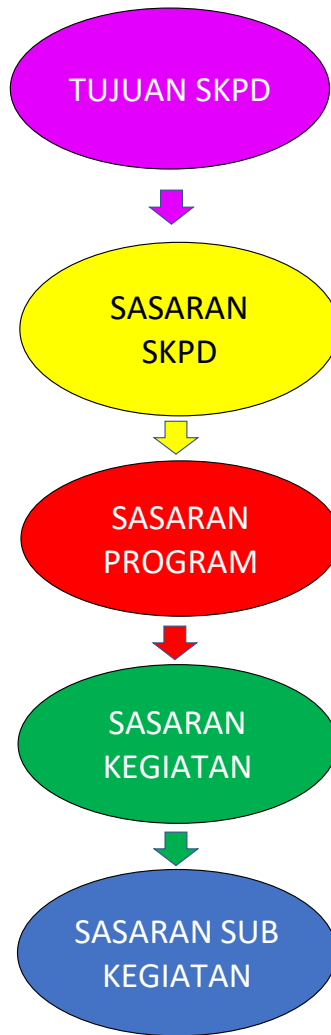 TUJUAN SKPD
SASARAN
SKPD
SASARAN
PROGRAM
SASARAN
KEGIATAN
SASARAN SUB
KEGIATAN